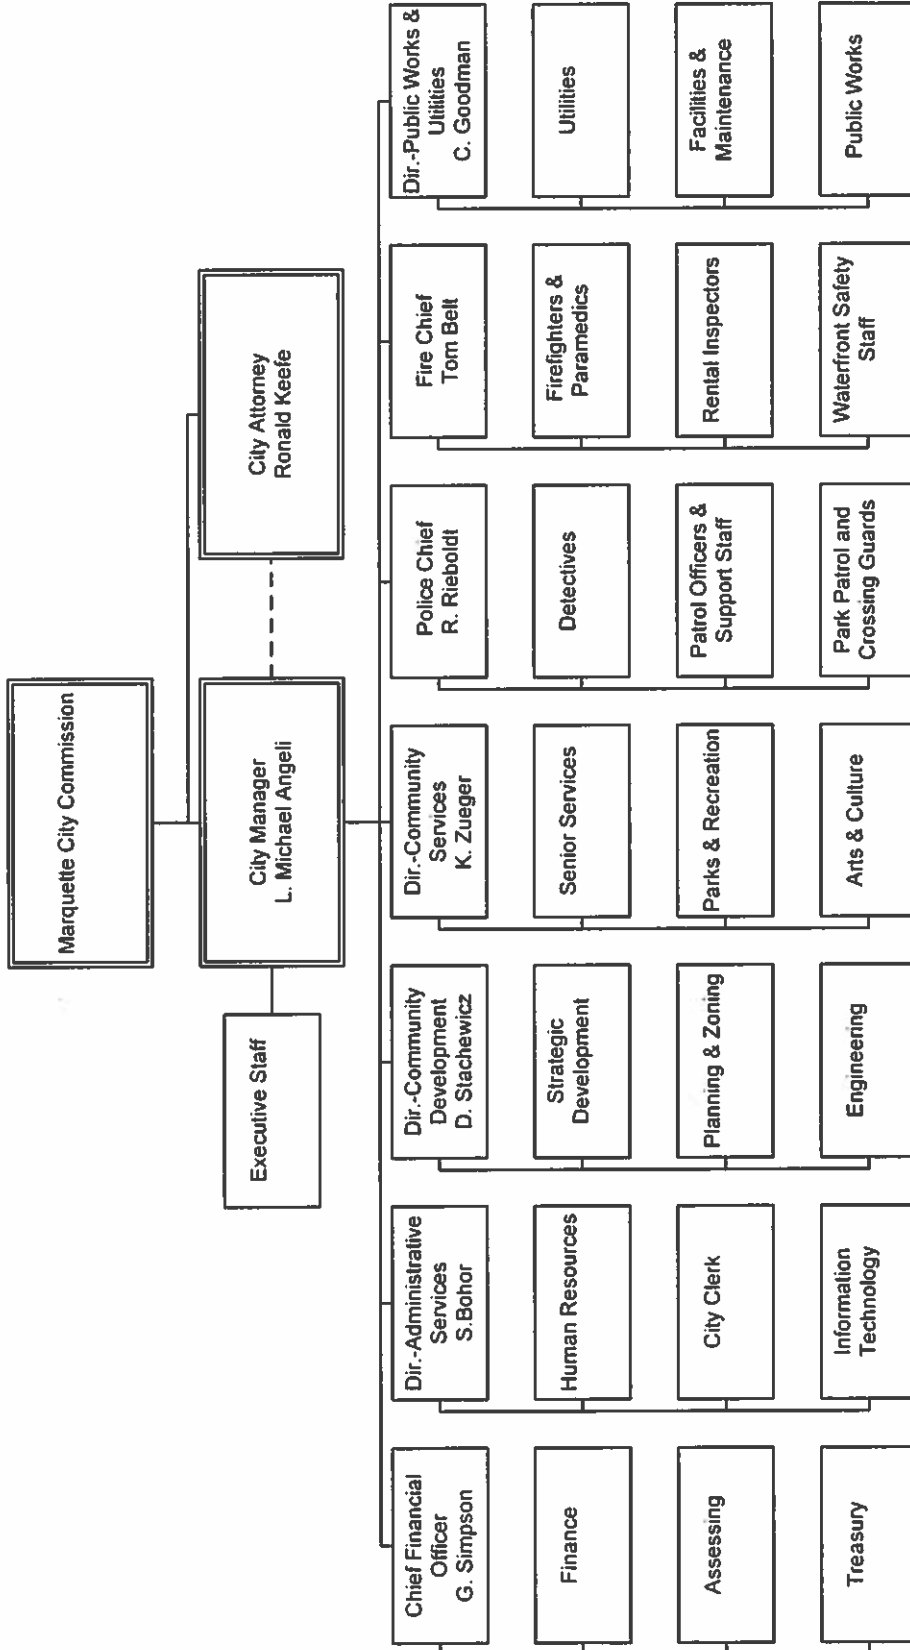 Marquette City Commission
City Manager
L. Michael Angeli
City Attorney
Ronald Keefe
Executive Staff
Chief Financial
Officer
G. Simpson
Dir.-Administrative
Services
S.Bohor
Dir.-Community
Development
D. Stachewicz
Dir.-Community
Services
K. Zueger
Police Chief
R. Rieboldt
Fire Chief
Tom Belt
Dir.-Public Works &
Utilities
C. Goodman
Finance
Human Resources
Strategic
Development
Senior Services
Detectives
Firefighters &
Paramedics
Utilities
Assessing
City Clerk
Planning & Zoning
Parks & Recreation
Patrol Officers &
Support Staff
Rental Inspectors
Facilities &
Maintenance
Treasury
Information
Technology
Engineering
Arts & Culture
Park Patrol and
Crossing Guards
Waterfront Safety
Staff
Public Works